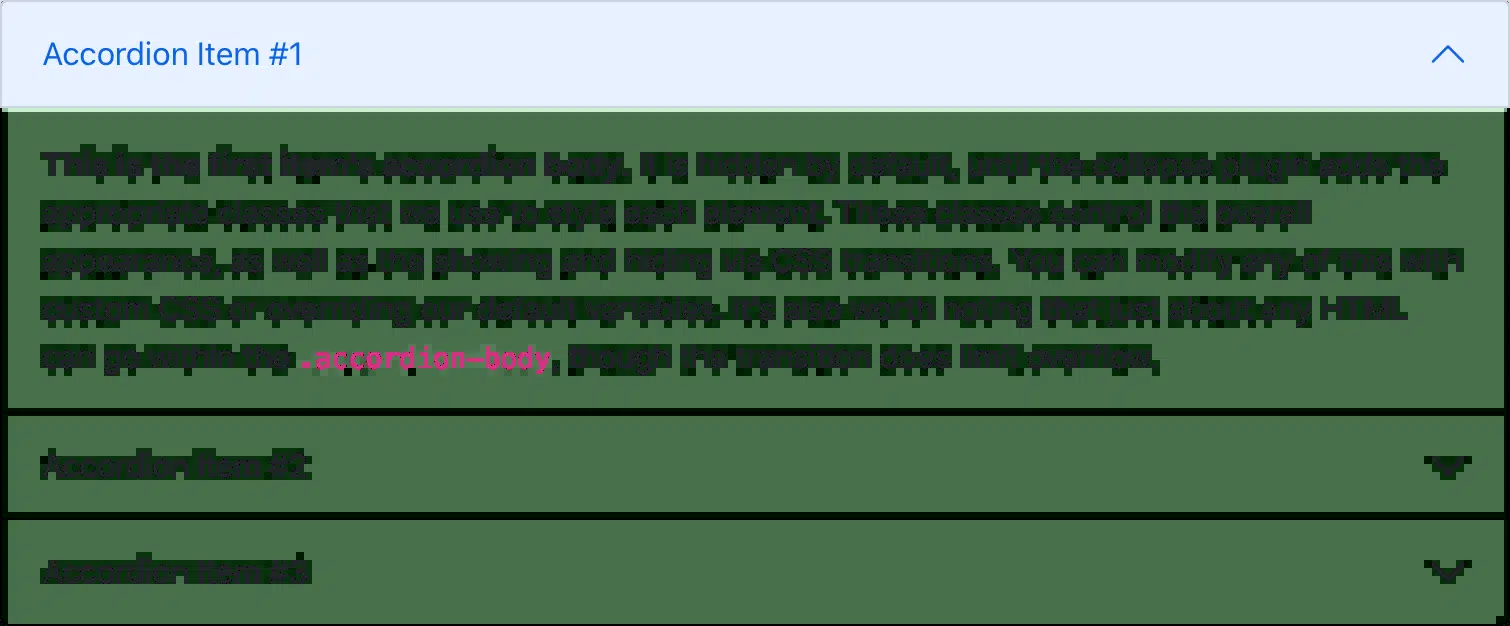 Accordion Item #1
This is the first item's accordion body. It is hidden by default, until the collapse plugin adds the
appropriate classes that we use to style each element. These classes control the overall
appearance, as well as the showing and hiding via CSS transitions. You can modify any of this with
custom CSS or overriding our default variables. It's also worth noting that just about any HTML
can go within the .accordion-body, though the transition does limit overflow.
Accordion Item #2
Accordion Item #3